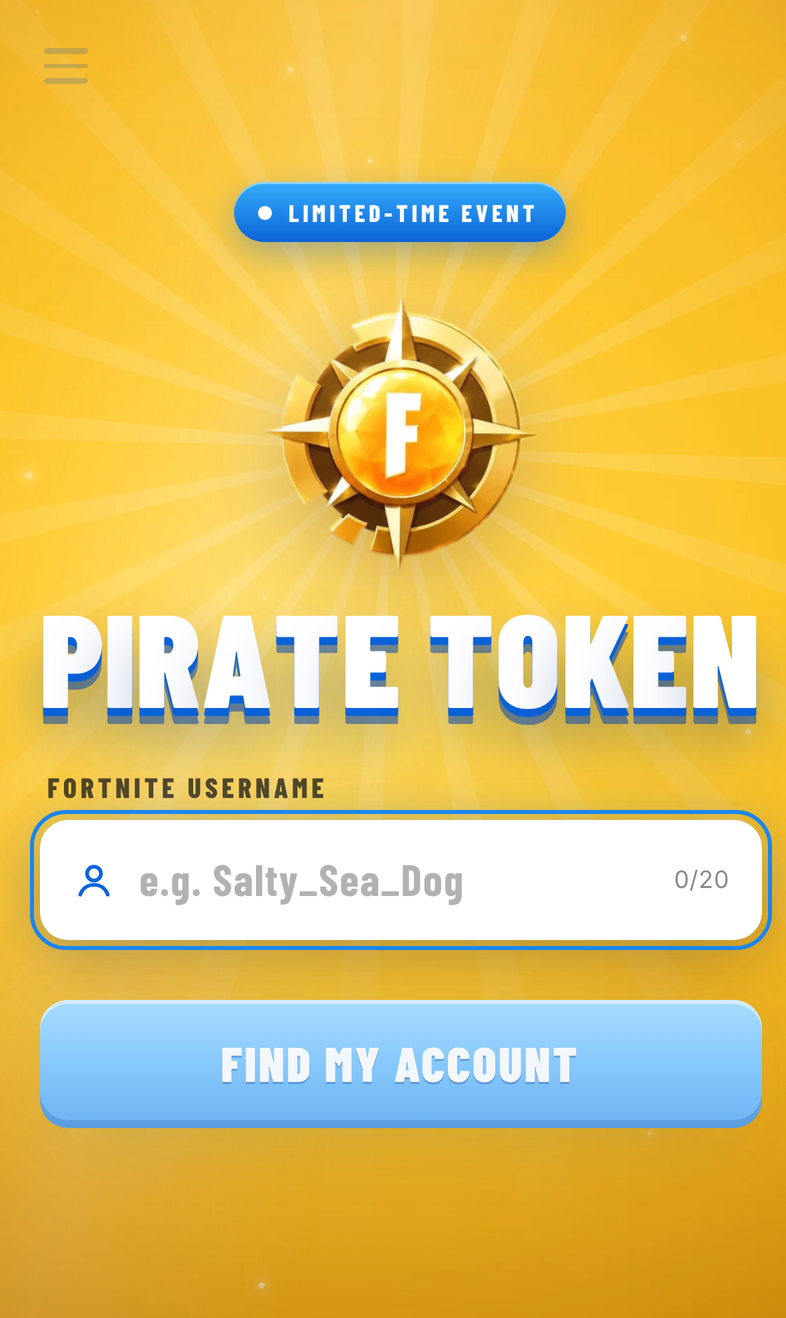 LIMITED-TIME EVENT
F
PIRATE TOKEN
FORTNITE USERNAME
e.g. Salty_Sea_Dog 0/20
FIND MY ACCOUNT